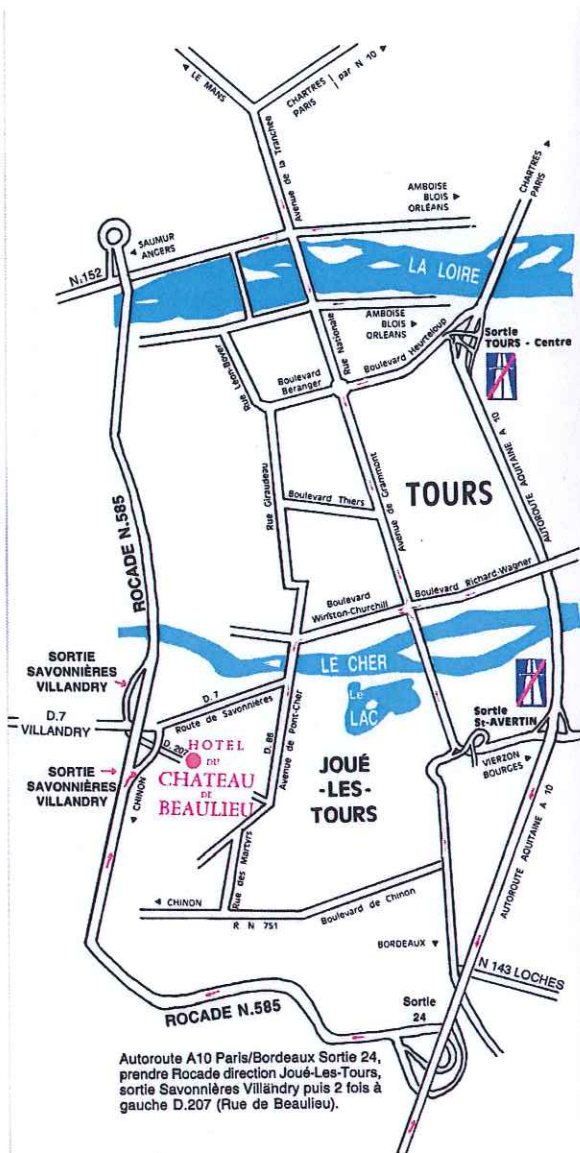 LE MANS
CHARTRES
PARIS
par N 10
Avenue de la Tranchée
CHARTRES
PARIS
AMBOISE
BLOIS
ORLÉANS
SAUMUR
ANGERS
N.152
LA LOIRE
AMBOISE
BLOIS
ORLÉANS
Rue Nationale
Rue Léon-Boyer
Boulevard
Béranger
Boulevard Heurteloup
Sortie
TOURS - Centre
Rue Giraudeau
Boulevard Thiers
Avenue de Grammont
TOURS
AUTOROUTE AQUITAINE A 10
ROCADE N.585
Boulevard
Winston-Churchill
Boulevard Richard-Wagner
LE CHER
Le
LAC
SORTIE
SAVONNIÈRES
VILLANDRY
D.7
Route de Savonnières
D.7
VILLANDRY
D.207
HOTEL
DU
CHATEAU
DE
BEAULIEU
D. 86
Avenue de Pont-Cher
JOUÉ
-LES-
TOURS
Sortie
St-AVERTIN
VIERZON
BOURGES
SORTIE
SAVONNIÈRES
VILLANDRY
CHINON
AUTOROUTE AQUITAINE A 10
Rue des Martyrs
CHINON
R N 751
Boulevard de Chinon
BORDEAUX
N 143 LOCHES
ROCADE N.585
Sortie
24
Autoroute A10 Paris/Bordeaux Sortie 24,
prendre Rocade direction Joué-Les-Tours,
sortie Savonnières Villandry puis 2 fois à
gauche D.207 (Rue de Beaulieu).